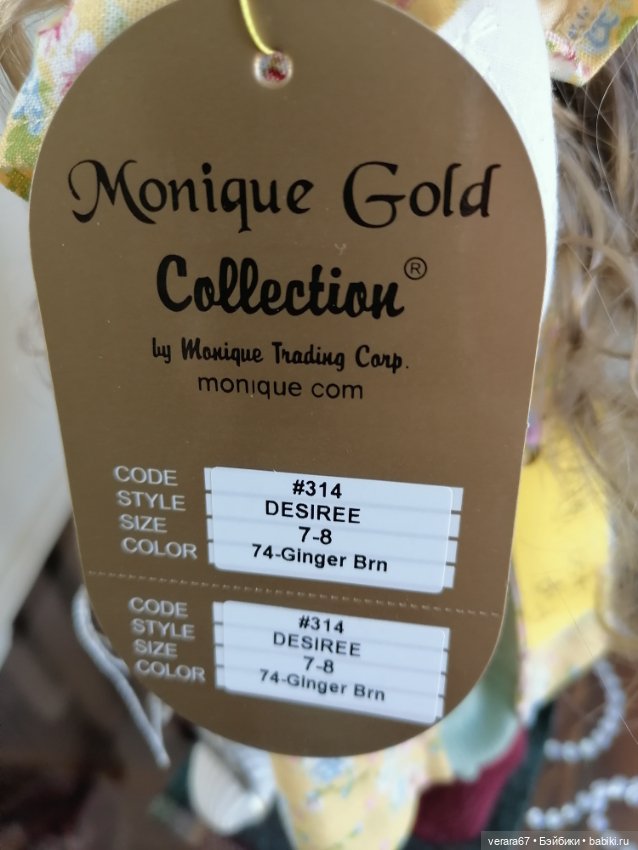 Monique Gold
Collection®
by Monique Trading Corp.
monique com
CODE #314
STYLE DESIREE
SIZE 7-8
COLOR 74-Ginger Brn
CODE #314
STYLE DESIREE
SIZE 7-8
COLOR 74-Ginger Brn
verara67 • Бэйбики • babiki.ru